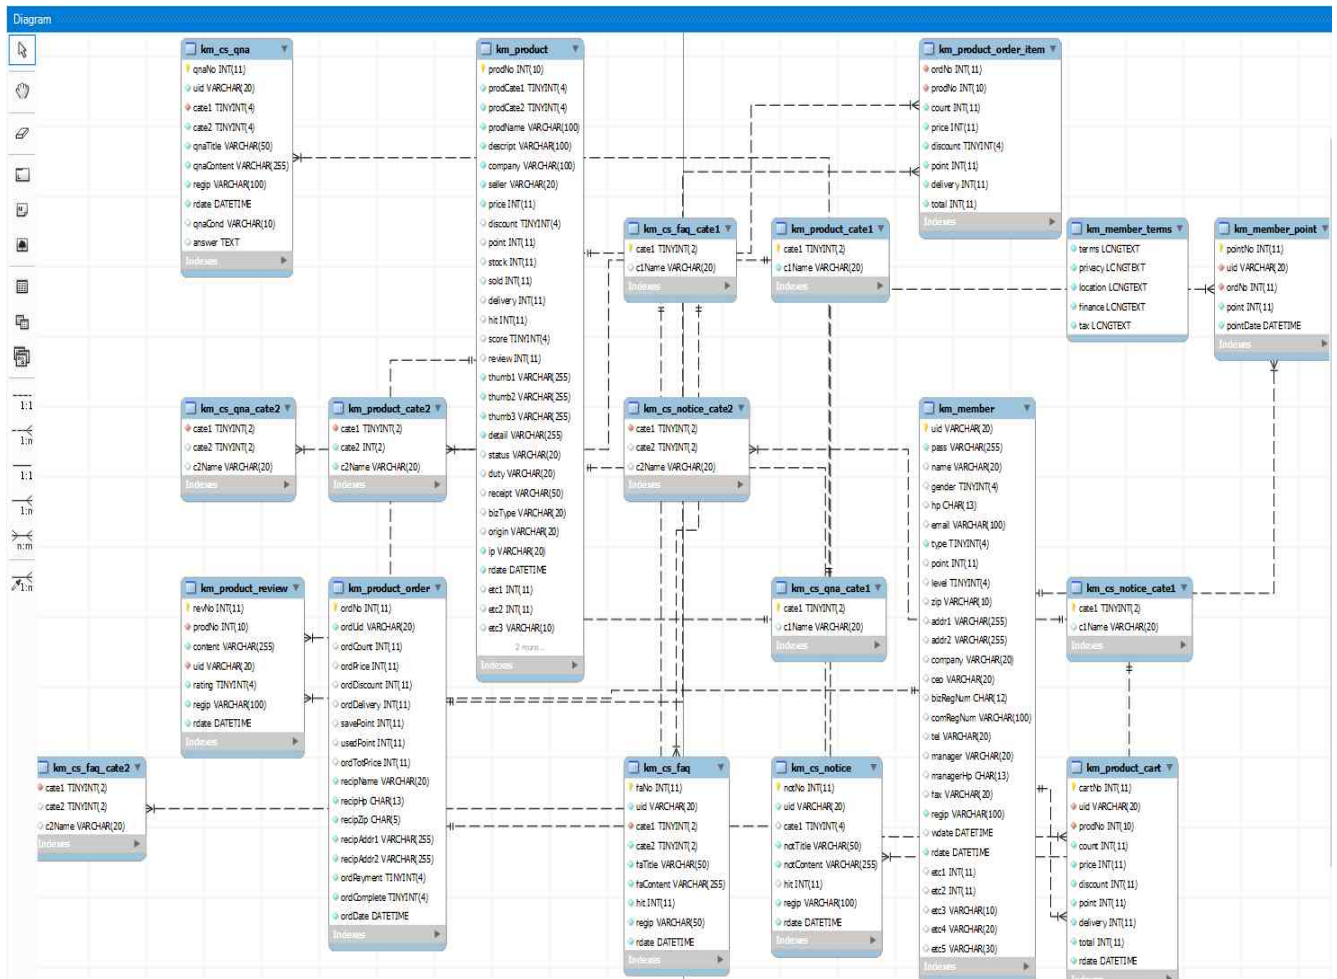 Diagram
km_cs_qna
qnaNo INT(11)
uid VARCHAR(20)
cate1 TINYINT(2)
cate2 TINYINT(4)
qnaTitle VARCHAR(50)
qnaContent VARCHAR(255)
regip VARCHAR(100)
rdate DATETIME
qnaCond VARCHAR(10)
answer TEXT
Indexes
km_product
prodNo INT(10)
prodCate1 TINYINT(4)
prodCate2 TINYINT(4)
prodName VARCHAR(100)
descript VARCHAR(100)
company VARCHAR(100)
seller VARCHAR(20)
price INT(11)
discount TINYINT(4)
point INT(11)
stock INT(11)
sold INT(11)
delivery INT(11)
hit INT(11)
score TINYINT(4)
review INT(11)
thumb1 VARCHAR(255)
thumb2 VARCHAR(255)
thumb3 VARCHAR(255)
detail VARCHAR(255)
status VARCHAR(20)
duty VARCHAR(20)
receipt VARCHAR(50)
bizType VARCHAR(20)
origin VARCHAR(20)
ip VARCHAR(20)
rdate DATETIME
etc1 INT(11)
etc2 INT(11)
etc3 VARCHAR(10)
2 more...
Indexes
km_product_order_item
ordNo INT(11)
prodNo INT(10)
count INT(11)
price INT(11)
discount TINYINT(4)
point INT(11)
delivery INT(11)
total INT(11)
Indexes
km_cs_faq_cate1
cate1 TINYINT(2)
c1Name VARCHAR(20)
Indexes
km_product_cate1
cate1 TINYINT(2)
c1Name VARCHAR(20)
Indexes
km_member_terms
terms LONGTEXT
privacy LONGTEXT
location LONGTEXT
finance LONGTEXT
tax LONGTEXT
km_member_point
pointNo INT(11)
uid VARCHAR(20)
ordNo INT(11)
point INT(11)
pointDate DATETIME
Indexes
km_cs_qna_cate2
cate1 TINYINT(2)
cate2 TINYINT(2)
c2Name VARCHAR(20)
Indexes
km_product_cate2
cate1 TINYINT(2)
cate2 INT(2)
c2Name VARCHAR(20)
Indexes
km_cs_notice_cate2
cate1 TINYINT(2)
cate2 TINYINT(2)
c2Name VARCHAR(20)
Indexes
km_member
uid VARCHAR(20)
pass VARCHAR(255)
name VARCHAR(20)
gender TINYINT(4)
hp CHAR(13)
email VARCHAR(100)
type TINYINT(4)
point INT(11)
level TINYINT(4)
zip VARCHAR(10)
addr1 VARCHAR(255)
addr2 VARCHAR(255)
company VARCHAR(20)
ceo VARCHAR(20)
bizRegNum CHAR(12)
comRegNum VARCHAR(100)
tel VARCHAR(20)
manager VARCHAR(20)
managerHp CHAR(13)
fax VARCHAR(20)
regip VARCHAR(100)
wdate DATETIME
rdate DATETIME
etc1 INT(11)
etc2 INT(11)
etc3 VARCHAR(10)
etc4 VARCHAR(20)
etc5 VARCHAR(30)
Indexes
km_product_review
revNo INT(11)
prodNo INT(10)
content VARCHAR(255)
uid VARCHAR(20)
rating TINYINT(4)
regip VARCHAR(100)
rdate DATETIME
Indexes
km_product_order
ordNo INT(11)
ordUid VARCHAR(20)
ordCount INT(11)
ordPrice INT(11)
ordDiscount INT(11)
ordDelivery INT(11)
savePoint INT(11)
usedPoint INT(11)
ordTotPrice INT(11)
recipName VARCHAR(20)
recipHp CHAR(13)
recipZip CHAR(5)
recipAddr1 VARCHAR(255)
recipAddr2 VARCHAR(255)
ordPayment TINYINT(4)
ordComplete TINYINT(4)
ordDate DATETIME
Indexes
km_cs_qna_cate1
cate1 TINYINT(2)
c1Name VARCHAR(20)
Indexes
km_cs_notice_cate1
cate1 TINYINT(2)
c1Name VARCHAR(20)
Indexes
km_cs_faq_cate2
cate1 TINYINT(2)
cate2 TINYINT(2)
c2Name VARCHAR(20)
Indexes
km_cs_faq
faNo INT(11)
uid VARCHAR(20)
cate1 TINYINT(2)
cate2 TINYINT(2)
faTitle VARCHAR(50)
faContent VARCHAR(255)
hit INT(11)
regip VARCHAR(50)
rdate DATETIME
Indexes
km_cs_notice
notNo INT(11)
uid VARCHAR(20)
cate1 TINYINT(4)
notTitle VARCHAR(50)
notContent VARCHAR(255)
hit INT(11)
regip VARCHAR(100)
rdate DATETIME
Indexes
km_product_cart
cartNo INT(11)
uid VARCHAR(20)
prodNo INT(10)
count INT(11)
price INT(11)
discount INT(11)
point INT(11)
delivery INT(11)
total INT(11)
rdate DATETIME
Indexes
1:1
1:n
1:1
1:n
n:m
1:n